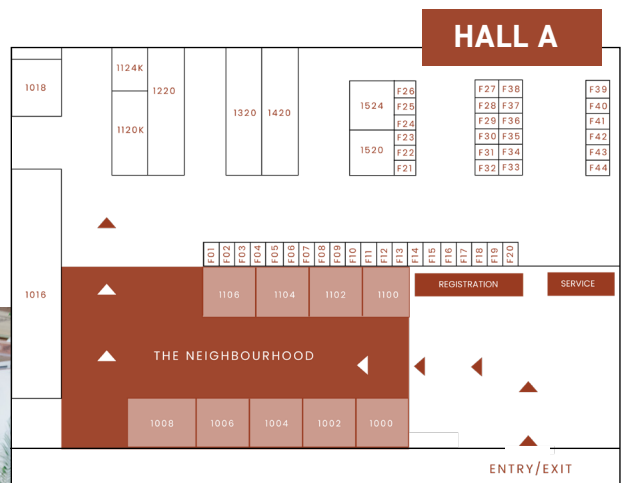 HALL A
1018
1124K
1220
1120K
1320
1420
1524
1520
F26
F25
F24
F23
F22
F21
F27 F38
F28 F37
F29 F36
F30 F35
F31 F34
F32 F33
F39
F40
F41
F42
F43
F44
F01 F02 F03 F04 F05 F06 F07 F08 F09 F10 F11 F12 F13 F14 F15 F16 F17 F18 F19 F20
1016
1106 1104 1102 1100
REGISTRATION
SERVICE
THE NEIGHBOURHOOD
1008 1006 1004 1002 1000
ENTRY/EXIT